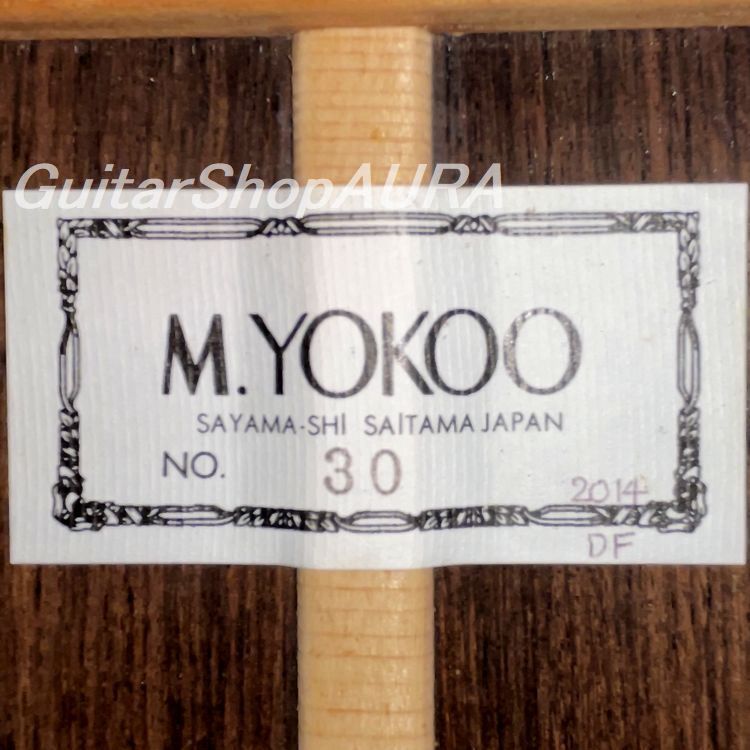 GuitarShopAURA
M.YOKOO
SAYAMA-SHI SAITAMA JAPAN
NO. 30
2014
DF